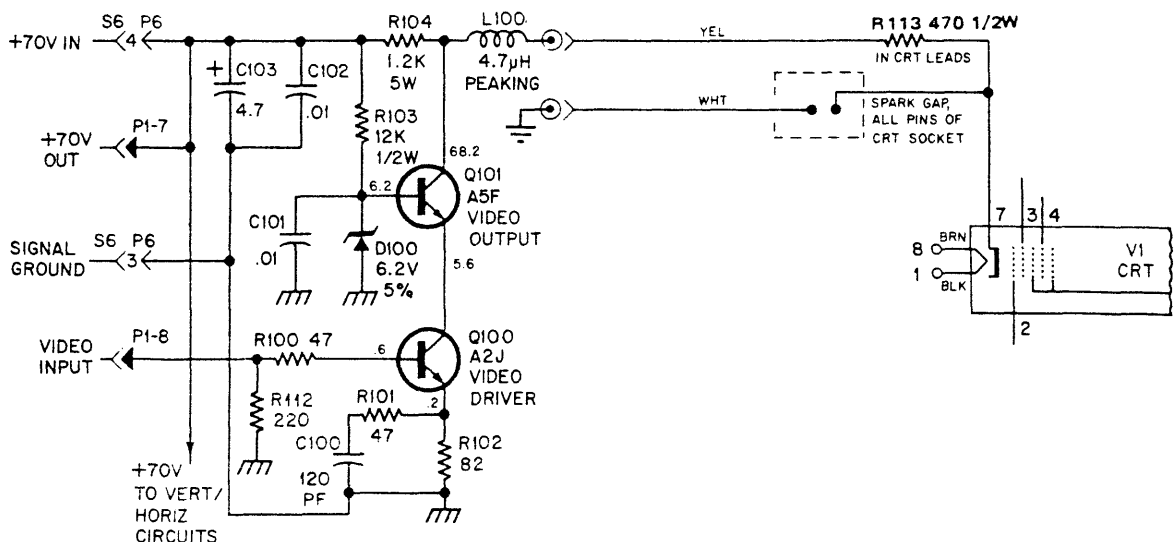 +70V IN
S6 P6
4
R104
1.2K
5W
L100
4.7µH
PEAKING
YEL
R113 470 1/2W
IN CRT LEADS
+
C103
4.7
C102
.01
R103
12K
1/2W
WHT
SPARK GAP,
ALL PINS OF
CRT SOCKET
+70V
OUT
P1-7
68.2
6.2
Q101
A5F
VIDEO
OUTPUT
C101
.01
D100
6.2V
5%
5.6
SIGNAL
GROUND
S6 P6
3
7
3
4
8
BRN
1
BLK
V1
CRT
2
VIDEO
INPUT
P1-8
R100 47
.6
Q100
A2J
VIDEO
DRIVER
R112
220
R101
47
.2
C100
120
PF
R102
82
+70V
TO VERT/
HORIZ
CIRCUITS